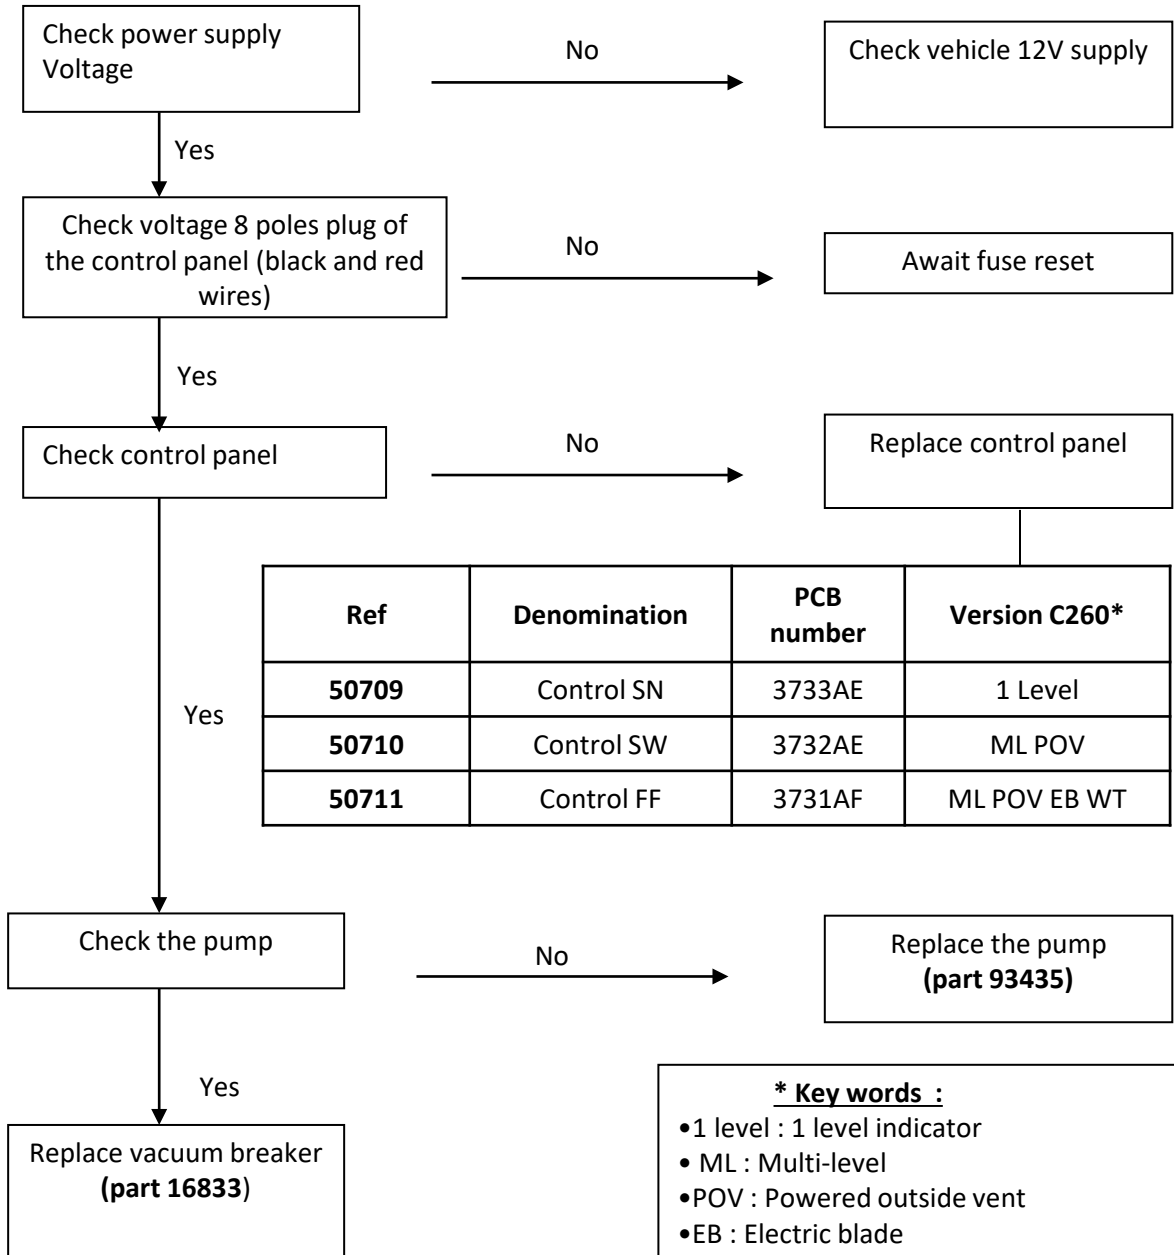 Check power supply
Voltage
No
Check vehicle 12V supply
Yes
Check voltage 8 poles plug of
the control panel (black and red
wires)
No
Await fuse reset
Yes
Check control panel
No
Replace control panel
Ref Denomination PCB number Version C260*
50709 Control SN 3733AE 1 Level
50710 Control SW 3732AE ML POV
50711 Control FF 3731AF ML POV EB WT
Yes
Check the pump
No
Replace the pump
(part 93435)
Yes
Replace vacuum breaker
(part 16833)
* Key words :
•1 level : 1 level indicator
• ML : Multi-level
•POV : Powered outside vent
•EB : Electric blade